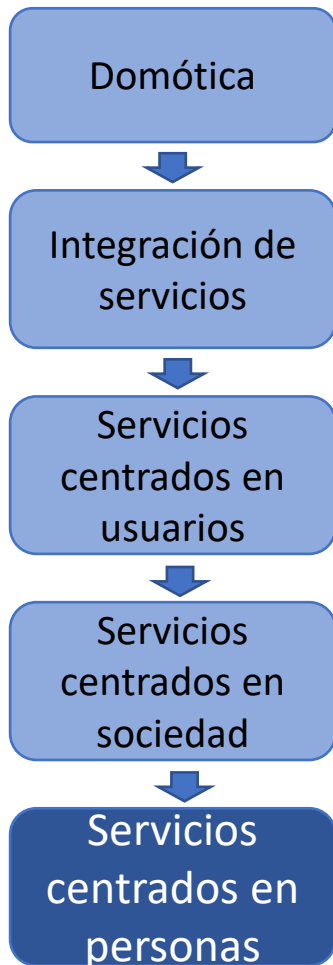 Domótica
Integración de
servicios
Servicios
centrados en
usuarios
Servicios
centrados en
sociedad
Servicios
centrados en
personas